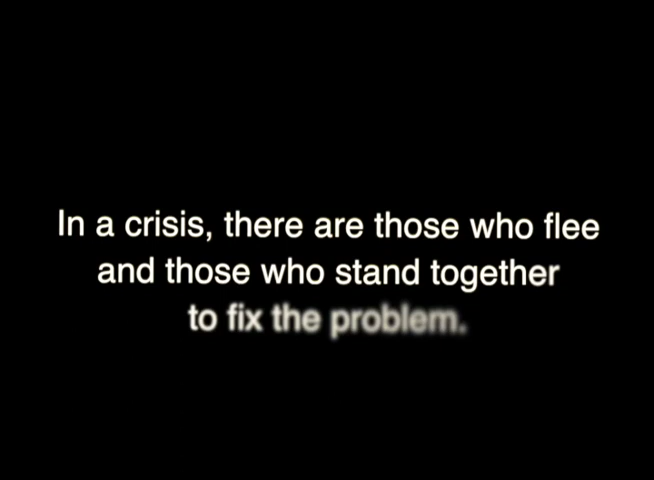 In a crisis, there are those who flee
and those who stand together
to fix the problem.